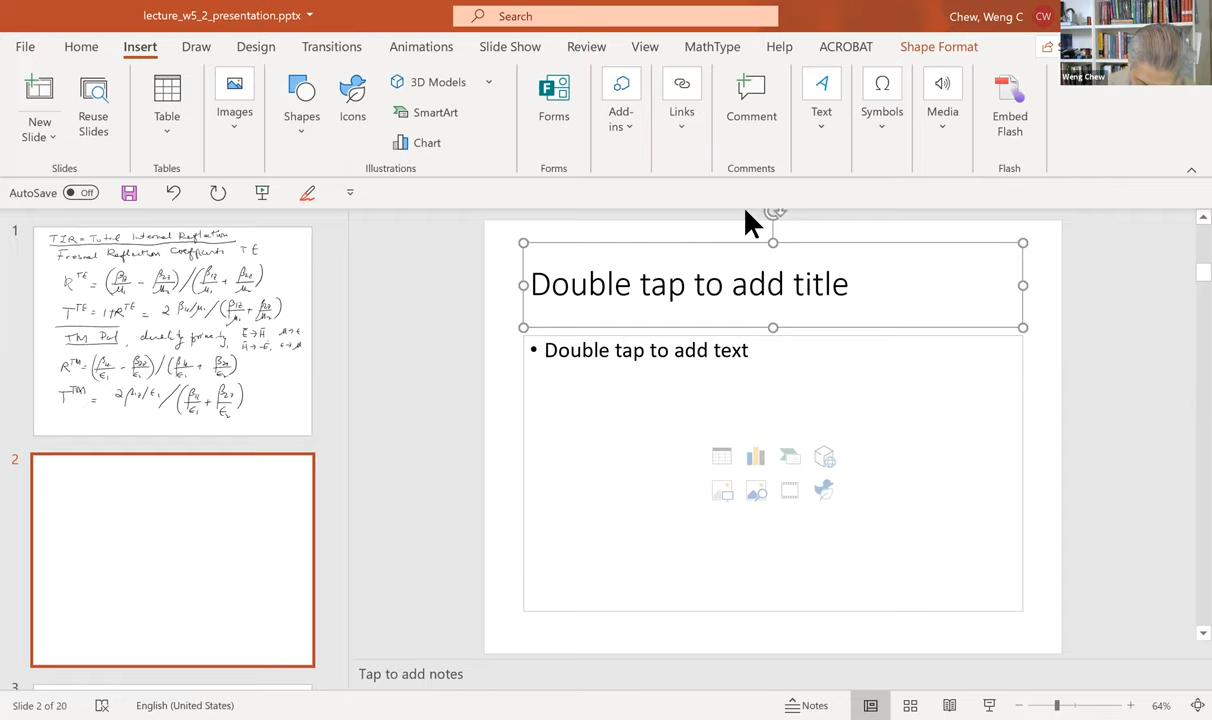 lecture_w5_2_presentation.pptx
Search
Chew, Weng C
CW
File
Home
Insert
Draw
Design
Transitions
Animations
Slide Show
Review
View
MathType
Help
ACROBAT
Shape Format
Weng Chew
New
Slide
Reuse
Slides
Slides
Table
Tables
Images
Shapes
Icons
3D Models
SmartArt
Chart
Illustrations
Forms
Forms
Add-
ins
Links
Comment
Comments
Text
Symbols
Media
Embed
Flash
Flash
AutoSave
Off
1
TIR = Total Internal Reflection
Fresnel Reflection Coefficients TE
2
3
Double tap to add title
• Double tap to add text
Tap to add notes
Slide 2 of 20
English (United States)
Notes
64%